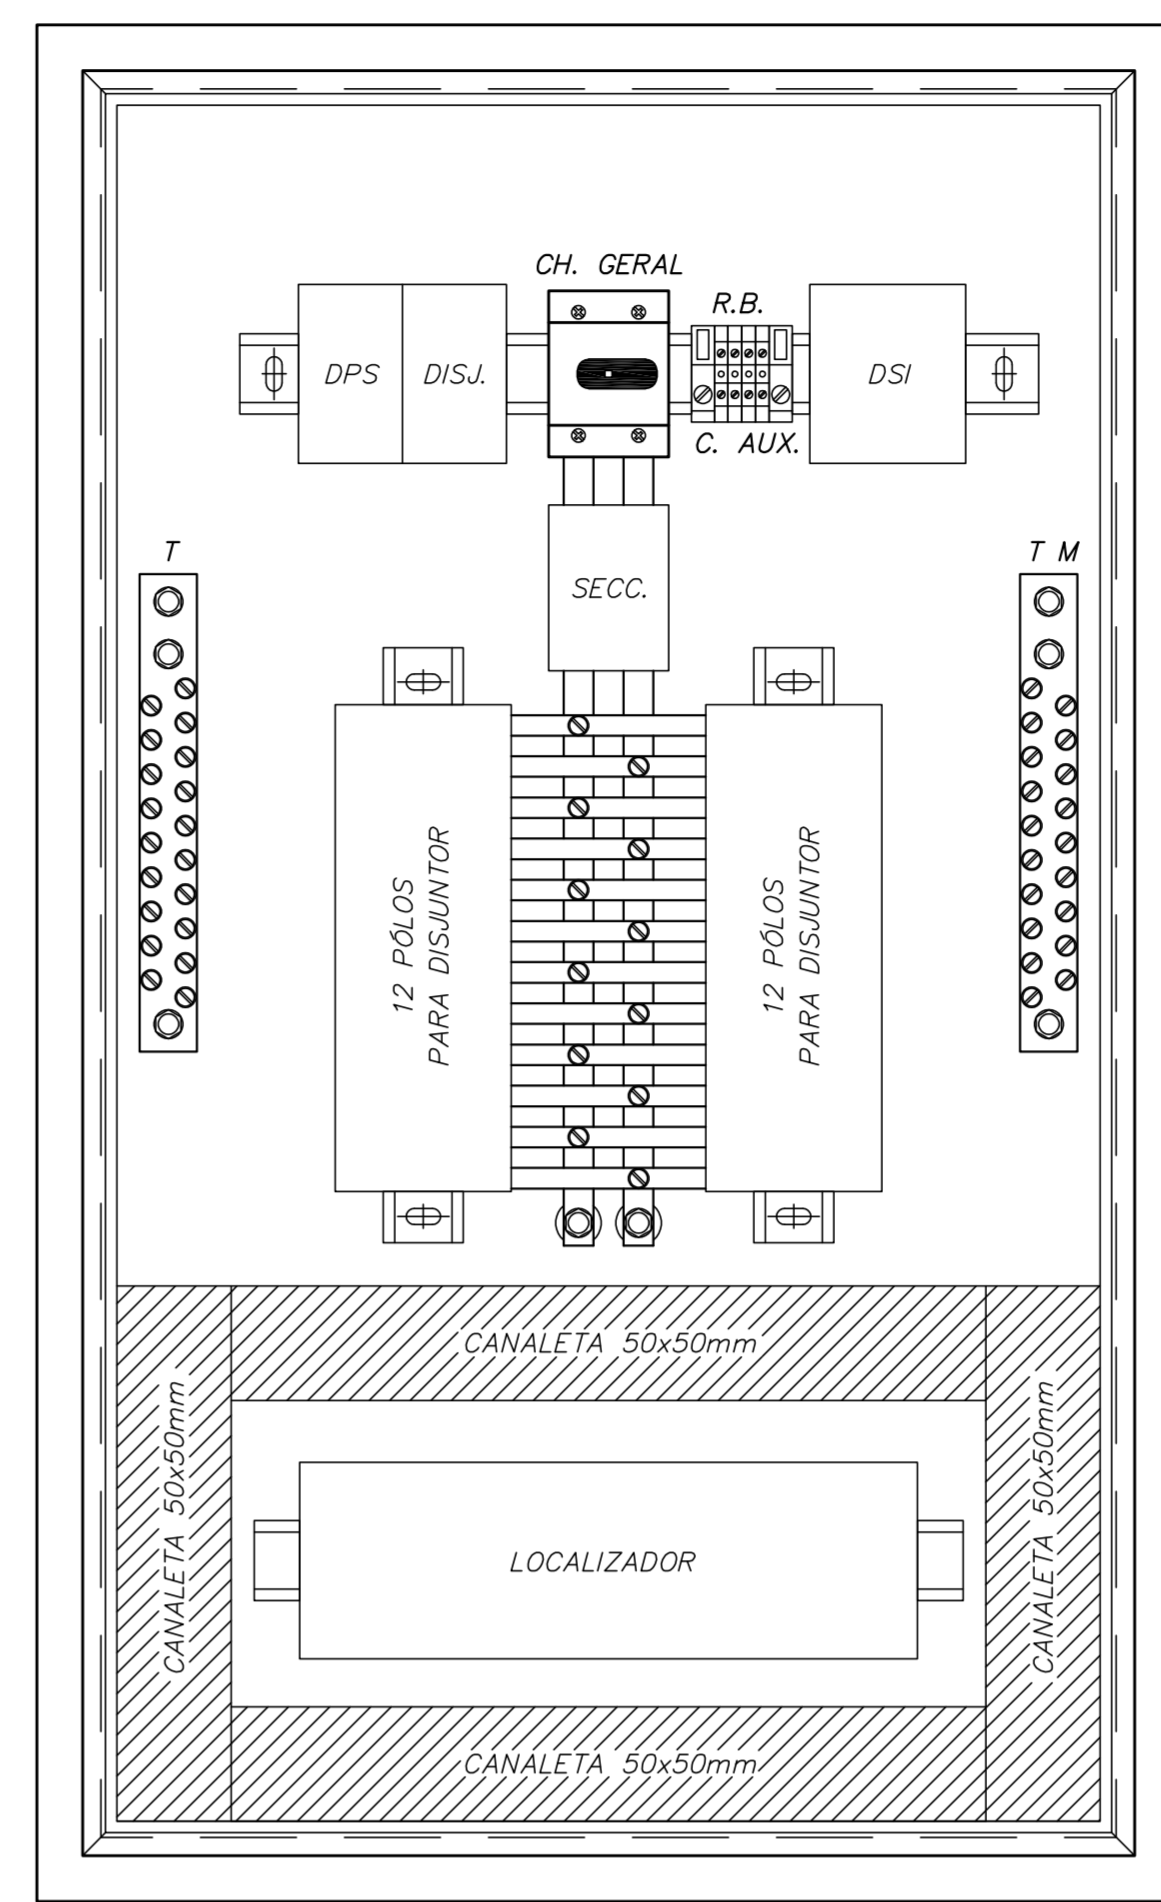 CH. GERAL
R.B.
DPS
DISJ.
DSI
C. AUX.
T
T M
SECC.
12 PÓLOS
PARA DISJUNTOR
12 PÓLOS
PARA DISJUNTOR
CANALETA 50x50mm
CANALETA 50x50mm
CANALETA 50x50mm
LOCALIZADOR
CANALETA 50x50mm